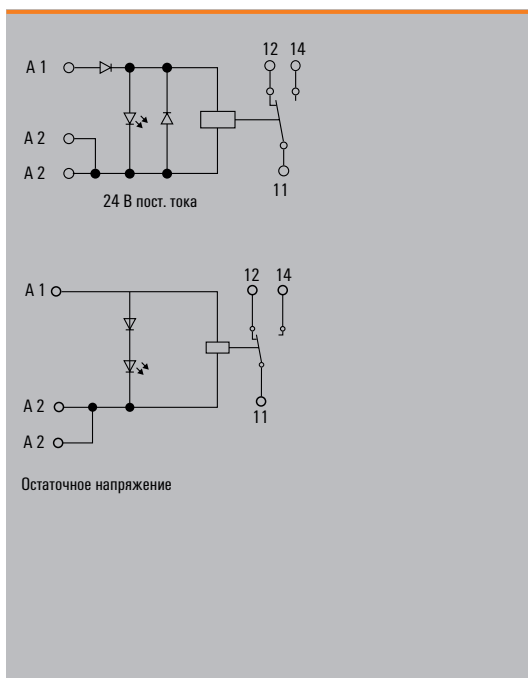 12 14
A 1
A 2
A 2
11
24 В пост. тока
12 14
A 1
A 2
11
A 2
Остаточное напряжение